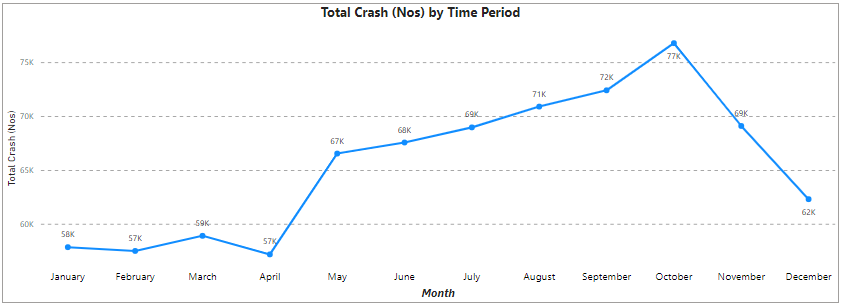 Total Crash (Nos) by Time Period
Total Crash (Nos)
75K
70K
65K
60K
58K
57K
59K
57K
67K
68K
69K
71K
72K
77K
69K
62K
January February March April May June July August September October November December
Month